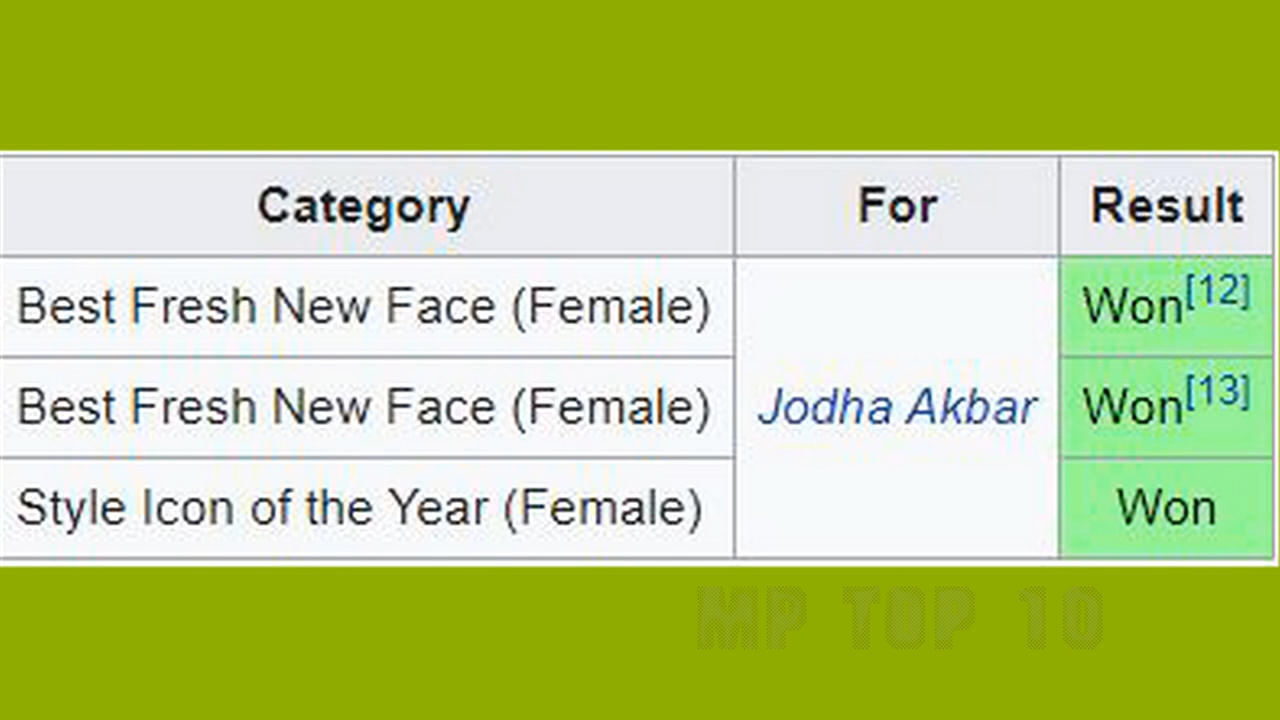 Category For Result
Best Fresh New Face (Female) Won[12]
Best Fresh New Face (Female) Jodha Akbar Won[13]
Style Icon of the Year (Female) Won
MP TOP 10